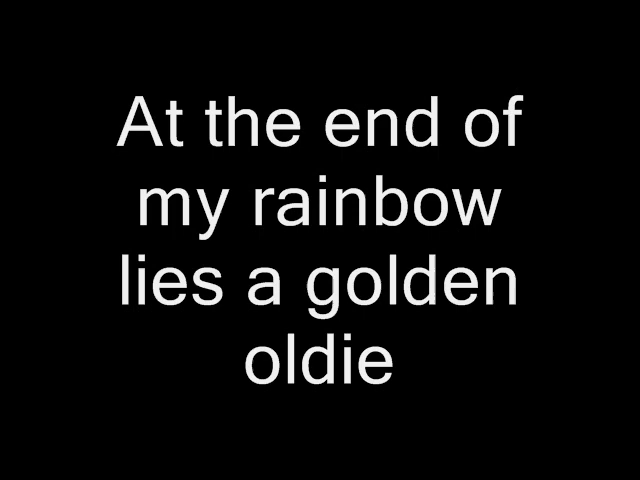 At the end of
my rainbow
lies a golden
oldie